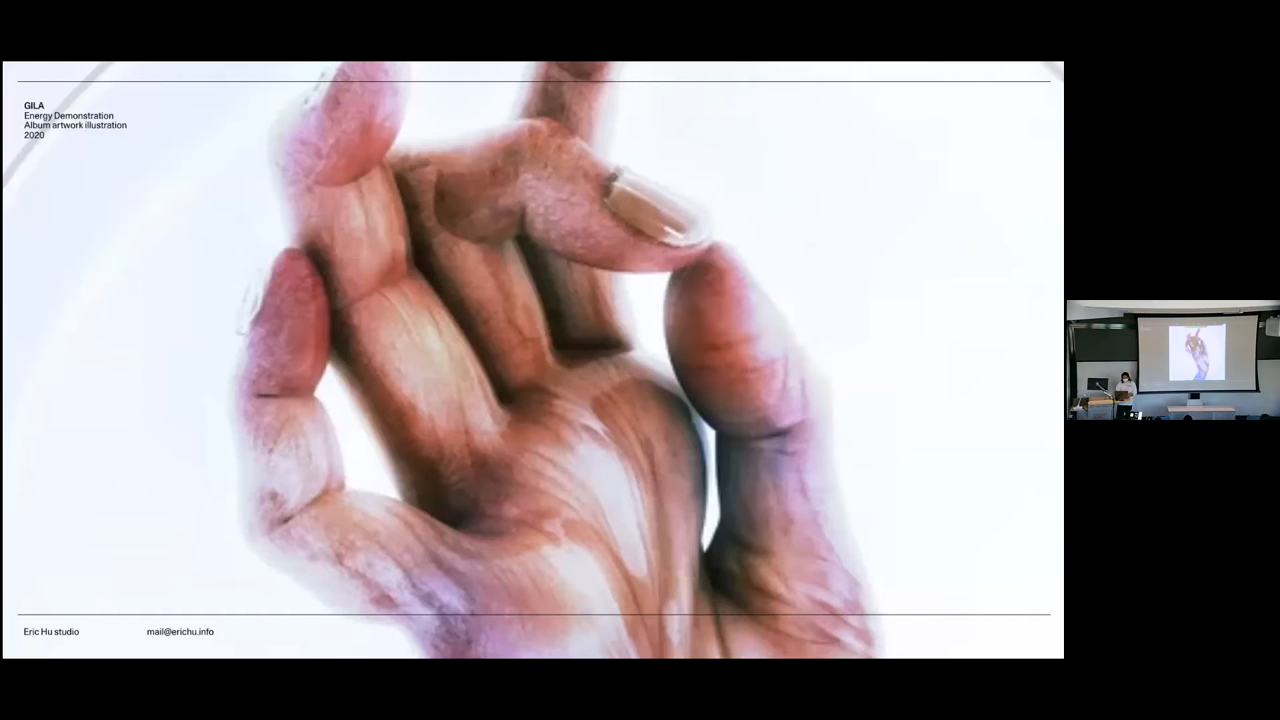 GILA
Energy Demonstration
Album artwork illustration
2020
Eric Hu studio
mail@erichu.info